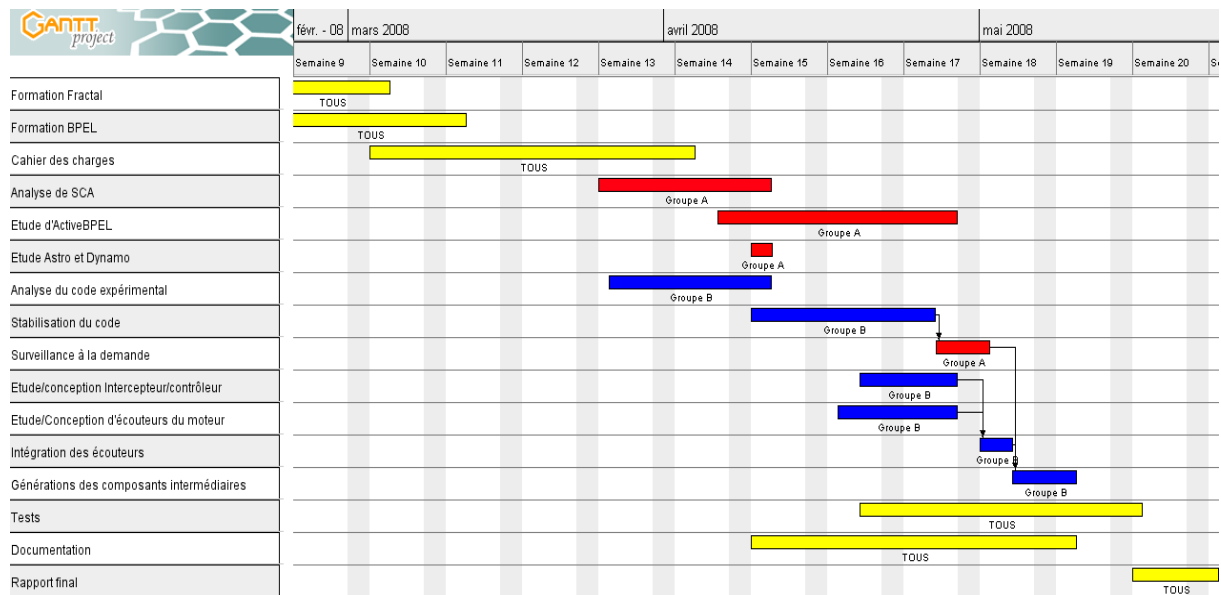 GANTT
project
févr. - 08 mars 2008 avril 2008 mai 2008
Semaine 9 Semaine 10 Semaine 11 Semaine 12 Semaine 13 Semaine 14 Semaine 15 Semaine 16 Semaine 17 Semaine 18 Semaine 19 Semaine 20 S
Formation Fractal
TOUS
Formation BPEL
TOUS
Cahier des charges
TOUS
Analyse de SCA
Groupe A
Etude d'ActiveBPEL
Groupe A
Etude Astro et Dynamo
Groupe A
Analyse du code expérimental
Groupe B
Stabilisation du code
Groupe B
Surveillance à la demande
Groupe A
Etude/conception Intercepteur/contrôleur
Groupe B
Etude/Conception d'écouteurs du moteur
Groupe B
Intégration des écouteurs
Groupe B
Générations des composants intermédiaires
Groupe B
Tests
TOUS
Documentation
TOUS
Rapport final
TOUS